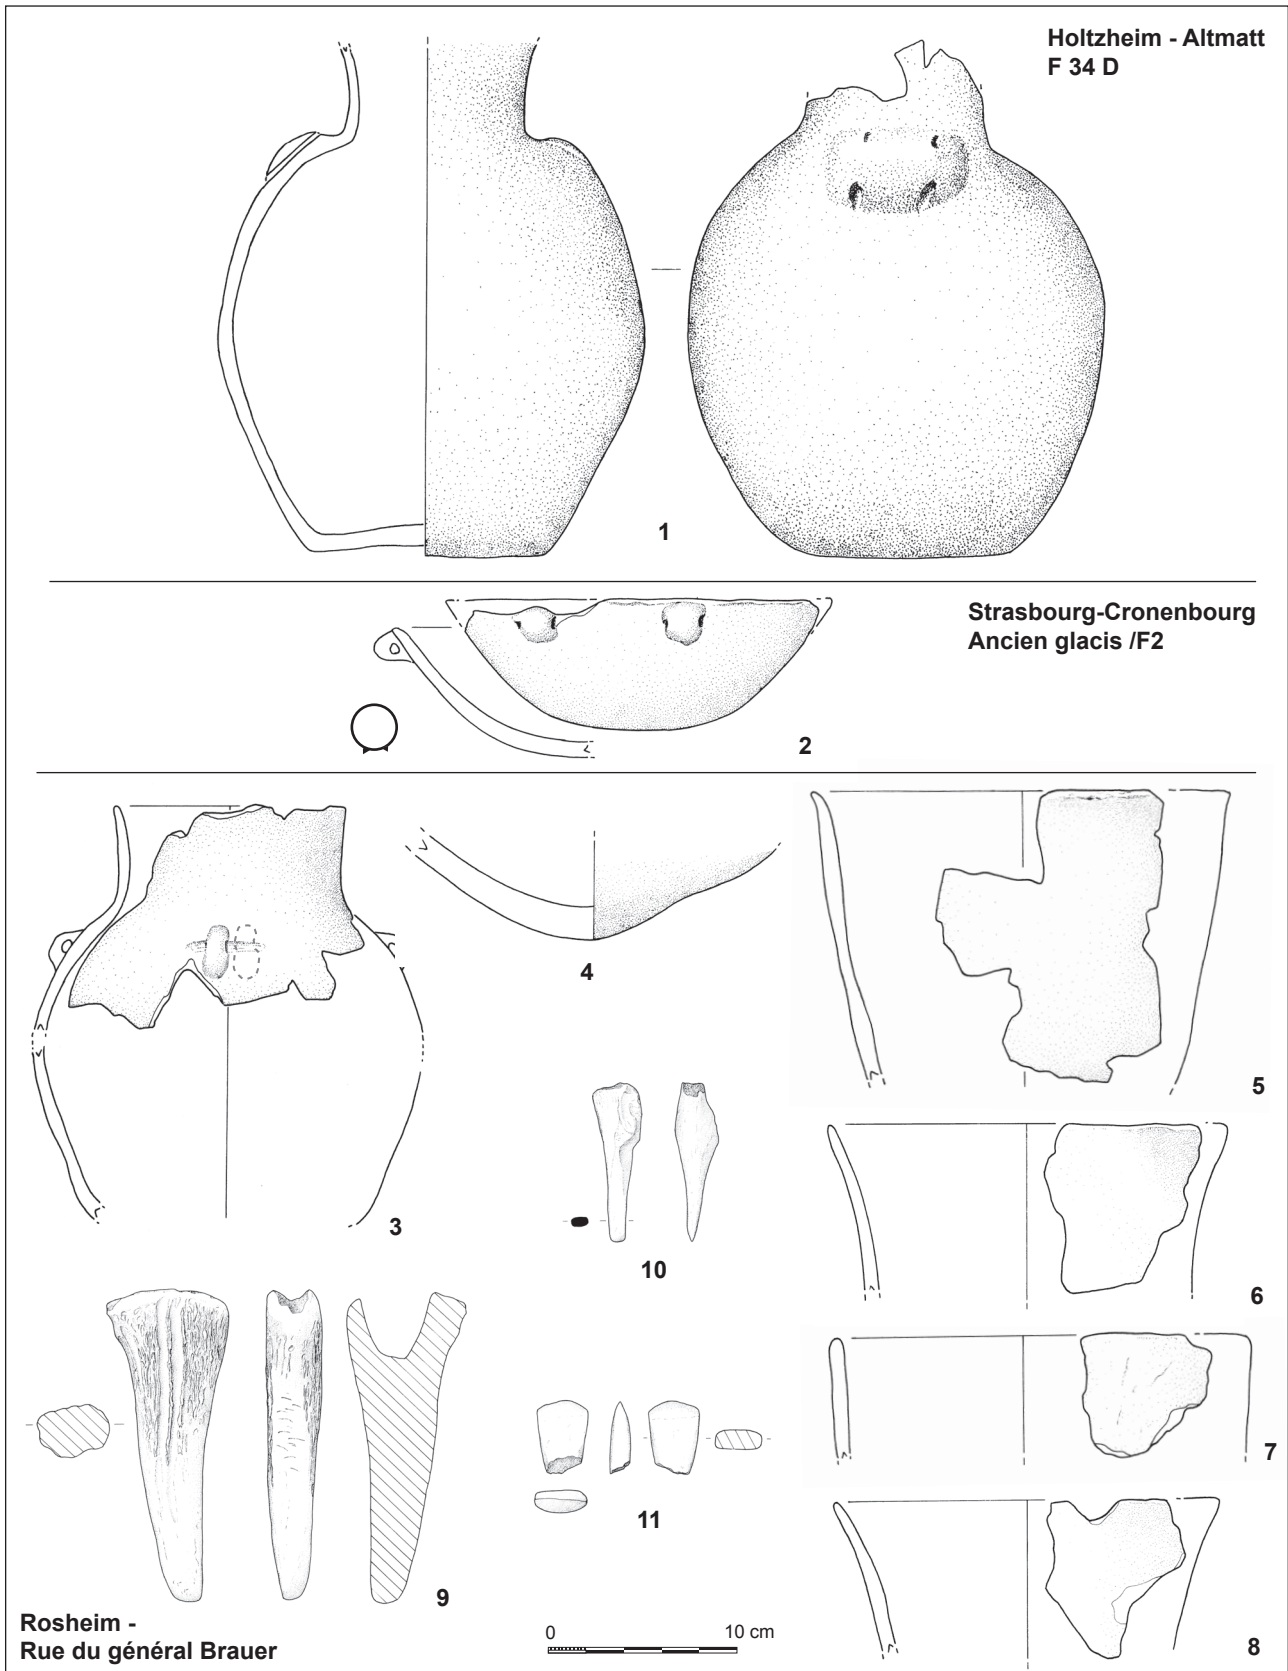 Holtzheim - Altmatt
F 34 D
1
Strasbourg-Cronenbourg
Ancien glacis /F2
2
3
4
5
10
6
7
11
9
8
Rosheim -
Rue du général Brauer
0 10 cm